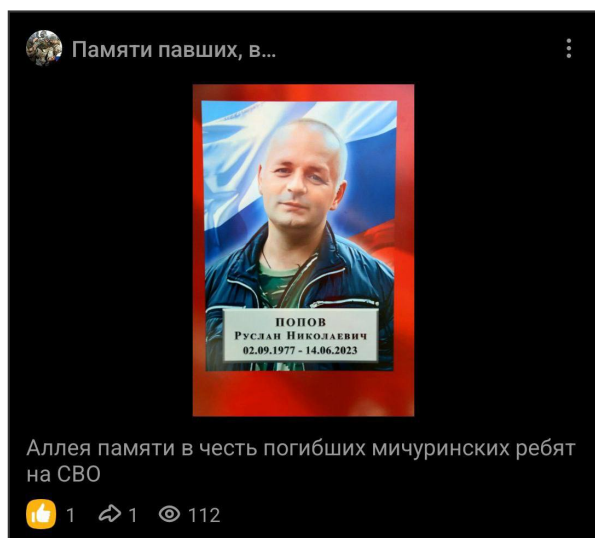 Памяти павших, в...
ПОПОВ
Руслан Николаевич
02.09.1977 - 14.06.2023
Аллея памяти в честь погибших мичуринских ребят
на СВО
1 1 112